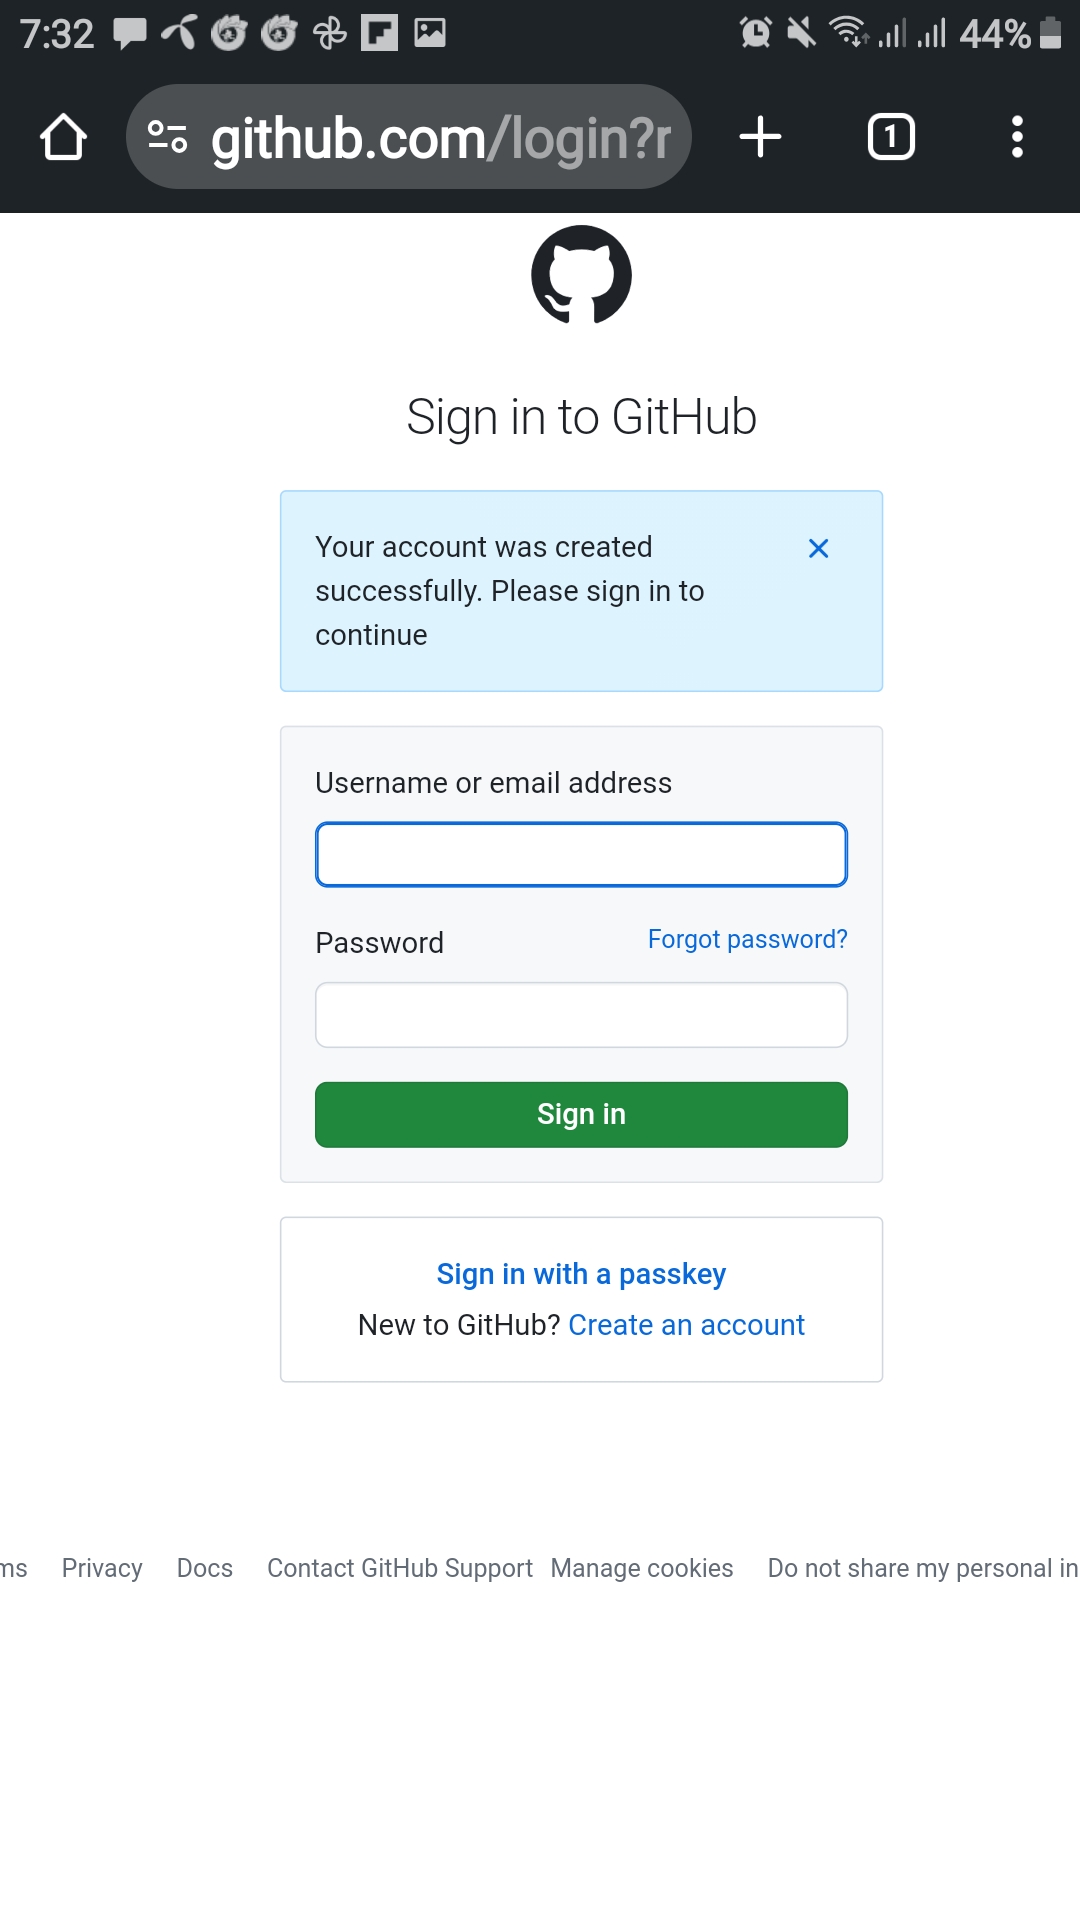 7:32
44%
github.com/login?r
1
Sign in to GitHub
Your account was created
successfully. Please sign in to
continue
Username or email address
Password
Forgot password?
Sign in
Sign in with a passkey
New to GitHub? Create an account
ms Privacy Docs Contact GitHub Support Manage cookies Do not share my personal in